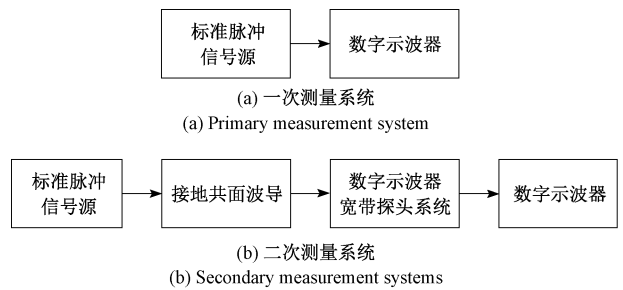 标准脉冲
信号源
数字示波器
(a) 一次测量系统
(a) Primary measurement system
标准脉冲
信号源
接地共面波导
数字示波器
宽带探头系统
数字示波器
(b) 二次测量系统
(b) Secondary measurement systems